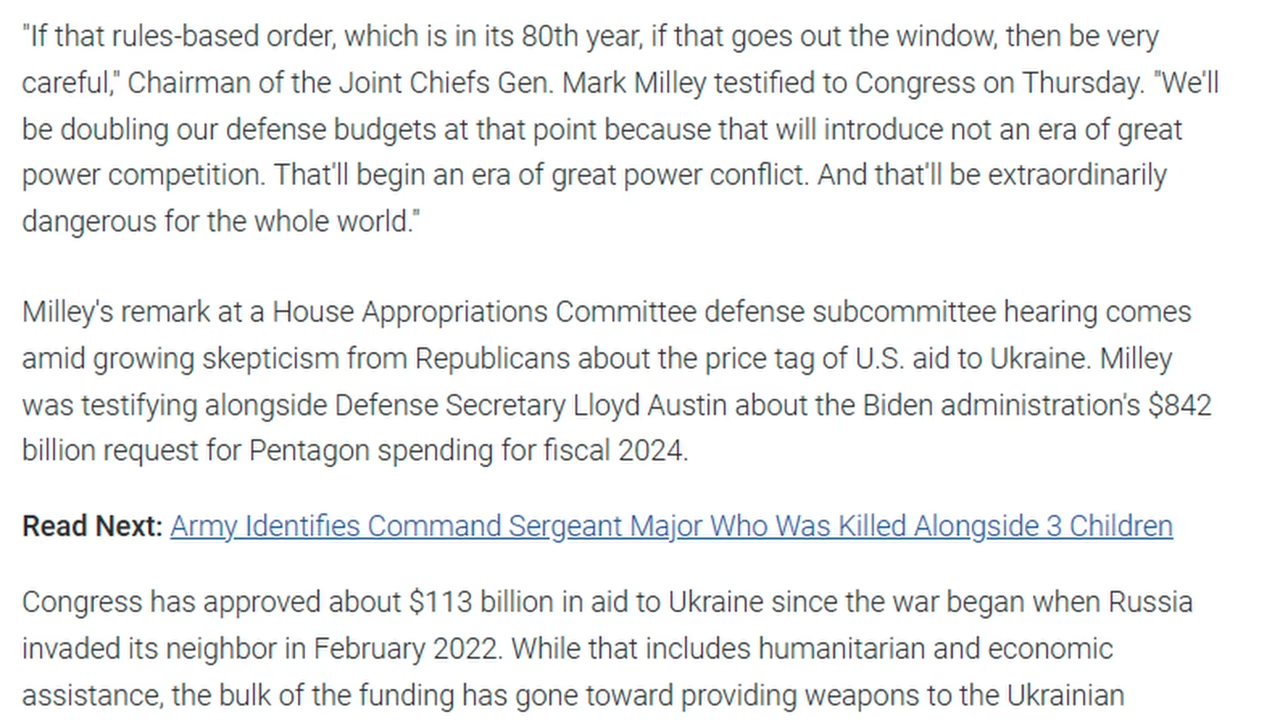 "If that rules-based order, which is in its 80th year, if that goes out the window, then be very
careful," Chairman of the Joint Chiefs Gen. Mark Milley testified to Congress on Thursday. "We'll
be doubling our defense budgets at that point because that will introduce not an era of great
power competition. That'll begin an era of great power conflict. And that'll be extraordinarily
dangerous for the whole world."
Milley's remark at a House Appropriations Committee defense subcommittee hearing comes
amid growing skepticism from Republicans about the price tag of U.S. aid to Ukraine. Milley
was testifying alongside Defense Secretary Lloyd Austin about the Biden administration's $842
billion request for Pentagon spending for fiscal 2024.
Read Next: Army Identifies Command Sergeant Major Who Was Killed Alongside 3 Children
Congress has approved about $113 billion in aid to Ukraine since the war began when Russia
invaded its neighbor in February 2022. While that includes humanitarian and economic
assistance, the bulk of the funding has gone toward providing weapons to the Ukrainian